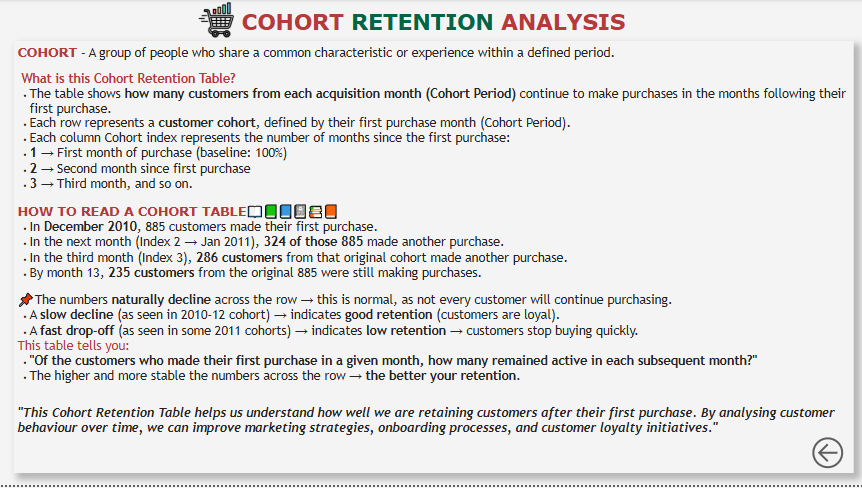 COHORT RETENTION ANALYSIS
COHORT - A group of people who share a common characteristic or experience within a defined period.
What is this Cohort Retention Table?
• The table shows how many customers from each acquisition month (Cohort Period) continue to make purchases in the months following their
first purchase.
• Each row represents a customer cohort, defined by their first purchase month (Cohort Period).
• Each column Cohort index represents the number of months since the first purchase:
• 1 → First month of purchase (baseline: 100%)
• 2 → Second month since first purchase
• 3 → Third month, and so on.
HOW TO READ A COHORT TABLE
• In December 2010, 885 customers made their first purchase.
• In the next month (Index 2 → Jan 2011), 324 of those 885 made another purchase.
• In the third month (Index 3), 286 customers from that original cohort made another purchase.
• By month 13, 235 customers from the original 885 were still making purchases.
The numbers naturally decline across the row → this is normal, as not every customer will continue purchasing.
• A slow decline (as seen in 2010-12 cohort) → indicates good retention (customers are loyal).
• A fast drop-off (as seen in some 2011 cohorts) → indicates low retention → customers stop buying quickly.
This table tells you:
• "Of the customers who made their first purchase in a given month, how many remained active in each subsequent month?"
• The higher and more stable the numbers across the row → the better your retention.
"This Cohort Retention Table helps us understand how well we are retaining customers after their first purchase. By analysing customer
behaviour over time, we can improve marketing strategies, onboarding processes, and customer loyalty initiatives."